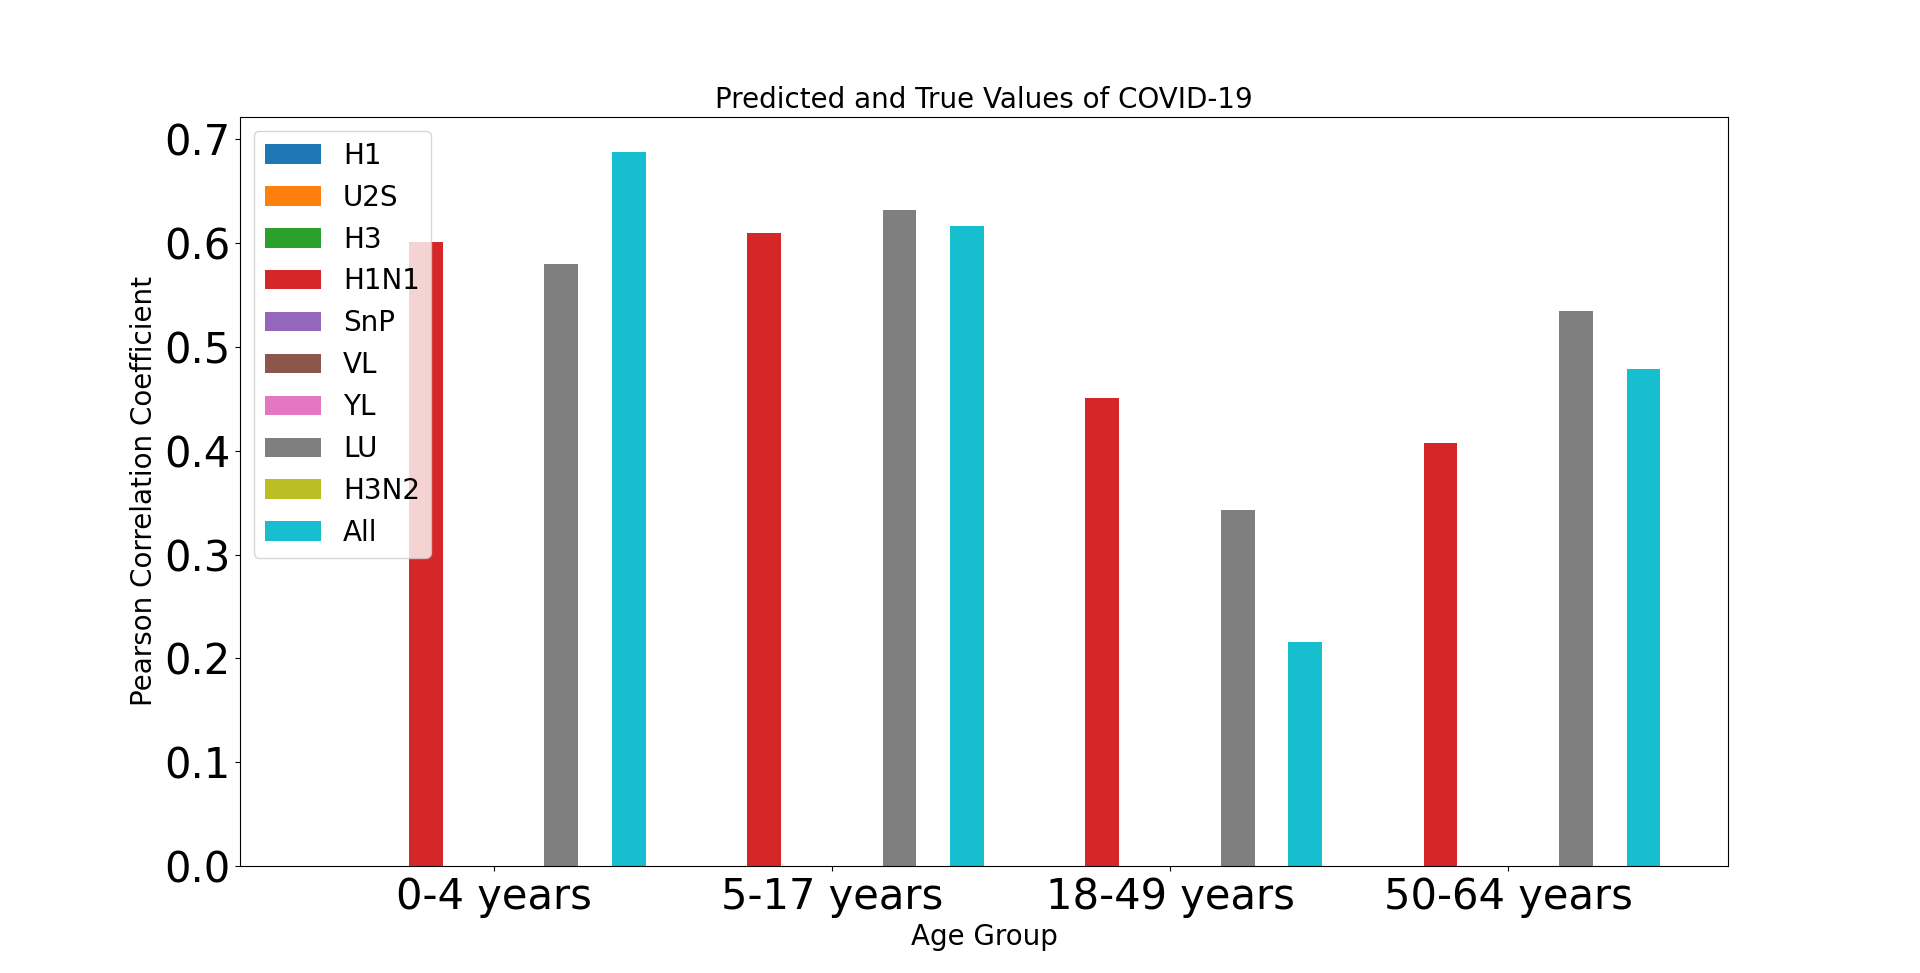 Predicted and True Values of COVID-19
Pearson Correlation Coefficient
0.7
0.6
0.5
0.4
0.3
0.2
0.1
0.0
H1
U2S
H3
H1N1
SnP
VL
YL
LU
H3N2
All
0-4 years
5-17 years
18-49 years
50-64 years
Age Group